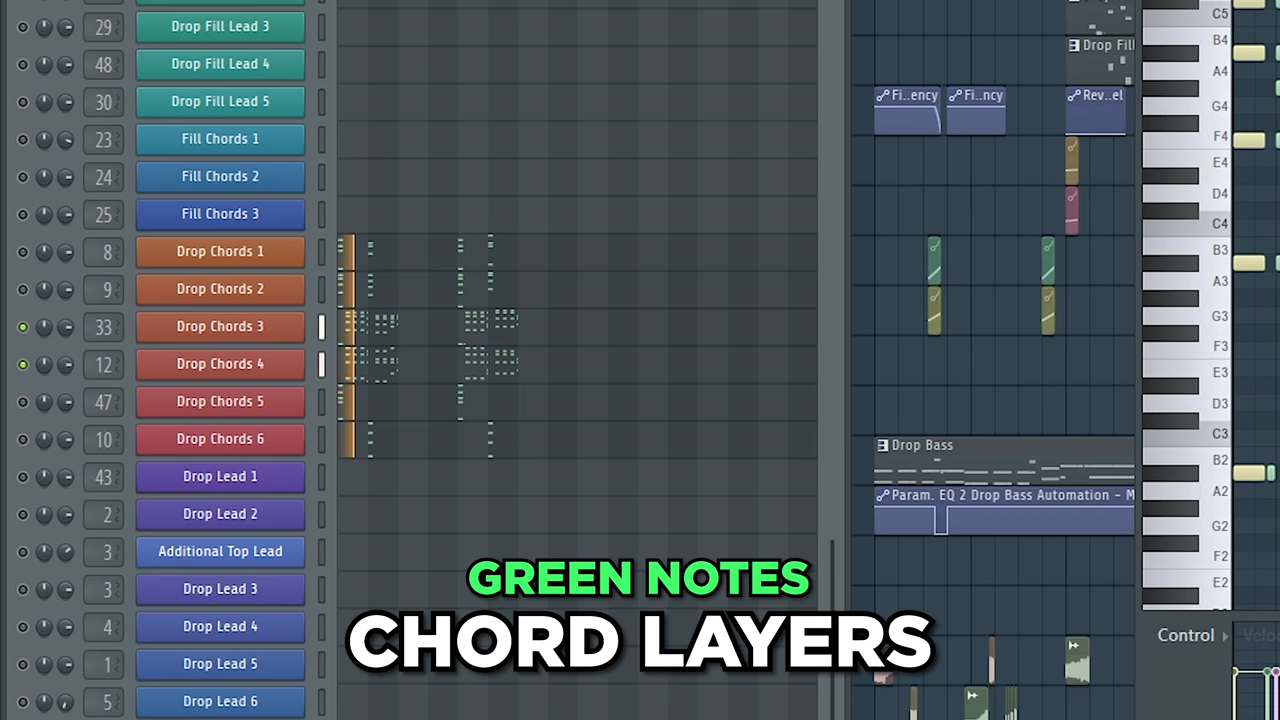 29 Drop Fill Lead 3
48 Drop Fill Lead 4
30 Drop Fill Lead 5
23 Fill Chords 1
24 Fill Chords 2
25 Fill Chords 3
8 Drop Chords 1
9 Drop Chords 2
33 Drop Chords 3
12 Drop Chords 4
47 Drop Chords 5
10 Drop Chords 6
43 Drop Lead 1
2 Drop Lead 2
3 Additional Top Lead
3 Drop Lead 3
4 Drop Lead 4
1 Drop Lead 5
5 Drop Lead 6
Drop Fill
Fi..ency
Fi..ncy
Rev..el
Drop Bass
Param. EQ 2 Drop Bass Automation - M
C5
B4
A4
G4
F4
E4
D4
C4
B3
A3
G3
F3
E3
D3
C3
B2
A2
G2
F2
E2
Control
Velo
GREEN NOTES
CHORD LAYERS